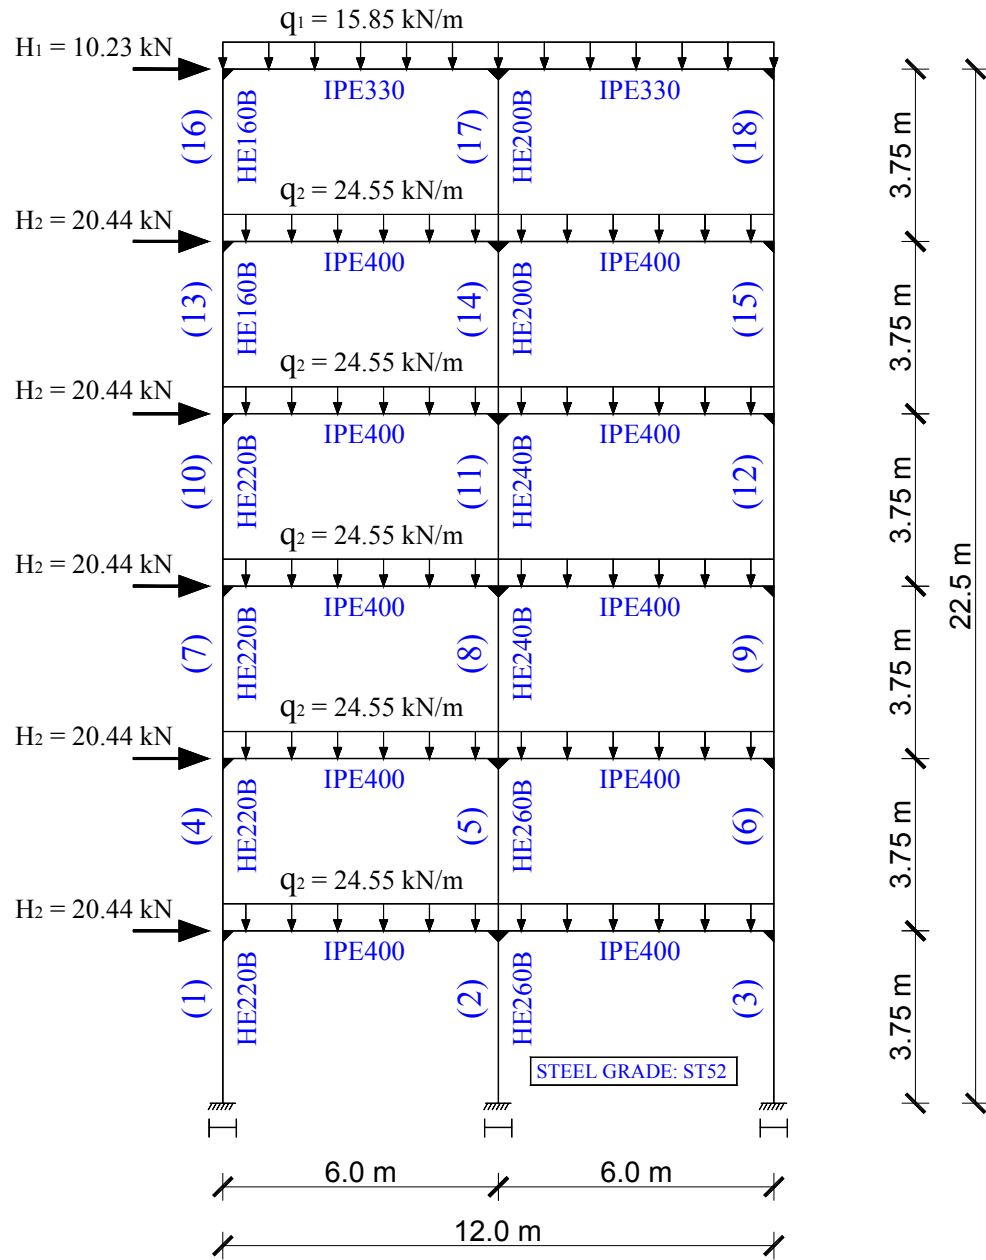 q1 = 15.85 kN/m
H1 = 10.23 kN
IPE330 IPE330
(16) HE160B (17) HE200B (18) 3.75 m
q2 = 24.55 kN/m
H2 = 20.44 kN
IPE400 IPE400
(13) HE160B (14) HE200B (15) 3.75 m
q2 = 24.55 kN/m
H2 = 20.44 kN
IPE400 IPE400
(10) HE220B (11) HE240B (12) 3.75 m
q2 = 24.55 kN/m
H2 = 20.44 kN
IPE400 IPE400
22.5 m
(7) HE220B (8) HE240B (9) 3.75 m
q2 = 24.55 kN/m
H2 = 20.44 kN
IPE400 IPE400
(4) HE220B (5) HE260B (6) 3.75 m
q2 = 24.55 kN/m
H2 = 20.44 kN
IPE400 IPE400
(1) HE220B (2) HE260B (3) 3.75 m
STEEL GRADE: ST52
6.0 m 6.0 m
12.0 m